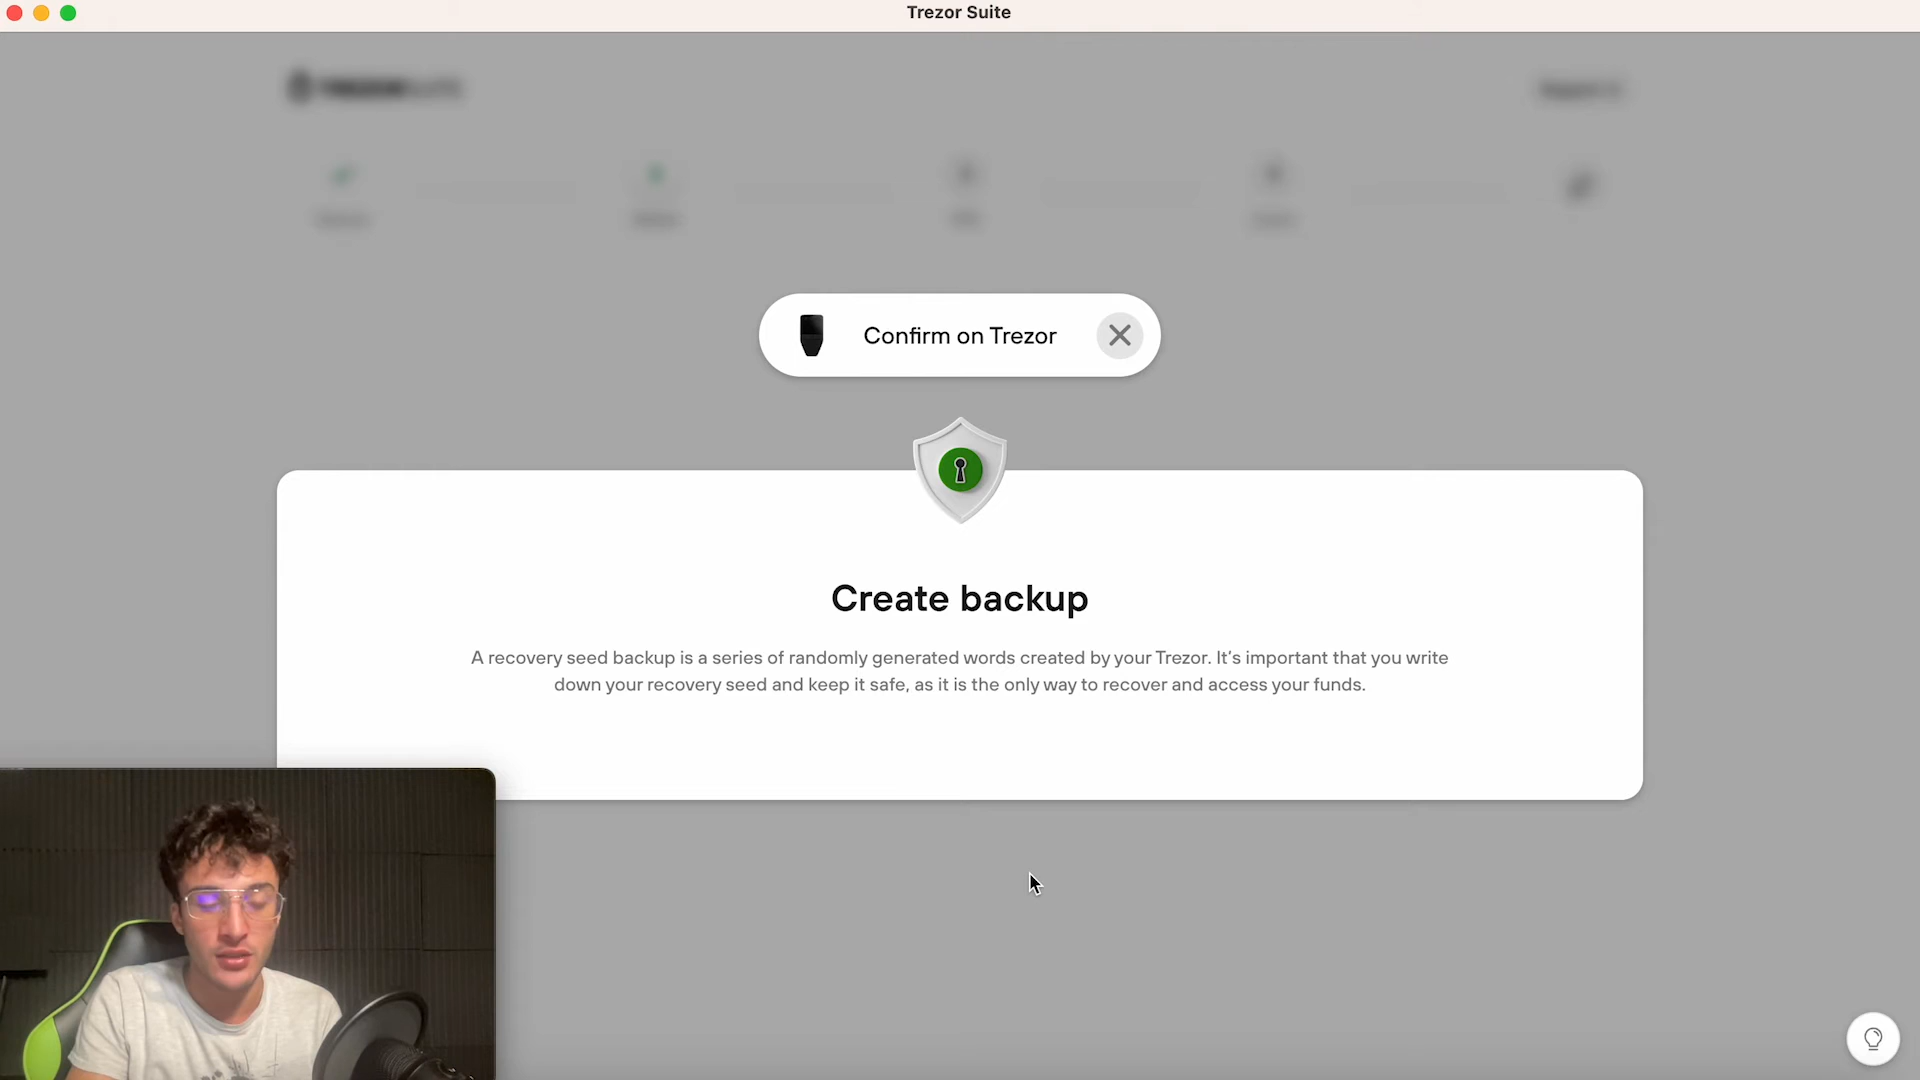 Trezor Suite
Confirm on Trezor
Create backup
A recovery seed backup is a series of randomly generated words created by your Trezor. It's important that you write
down your recovery seed and keep it safe, as it is the only way to recover and access your funds.